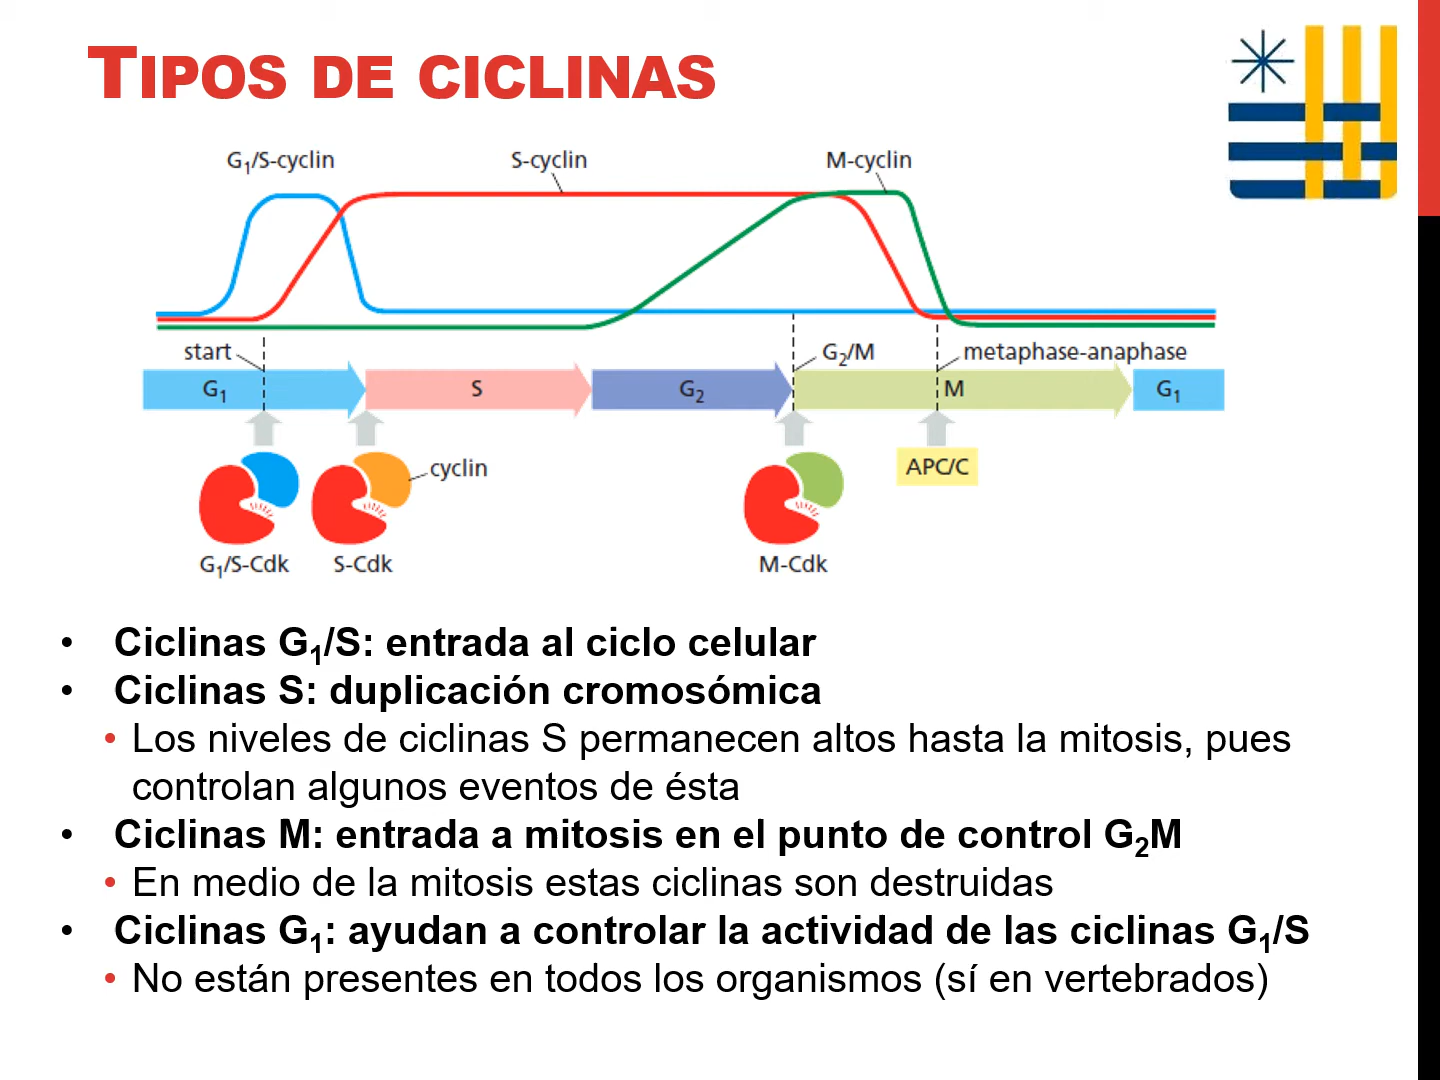 TIPOS DE CICLINAS
G₁/S-cyclin
S-cyclin
M-cyclin
start
G₂/M
metaphase-anaphase
G₁
S
G₂
M
G₁
cyclin
APC/C
G₁/S-Cdk
S-Cdk
M-Cdk
• Ciclinas G₁/S: entrada al ciclo celular
• Ciclinas S: duplicación cromosómica
• Los niveles de ciclinas S permanecen altos hasta la mitosis, pues
controlan algunos eventos de ésta
• Ciclinas M: entrada a mitosis en el punto de control G₂M
• En medio de la mitosis estas ciclinas son destruidas
• Ciclinas G₁: ayudan a controlar la actividad de las ciclinas G₁/S
• No están presentes en todos los organismos (sí en vertebrados)